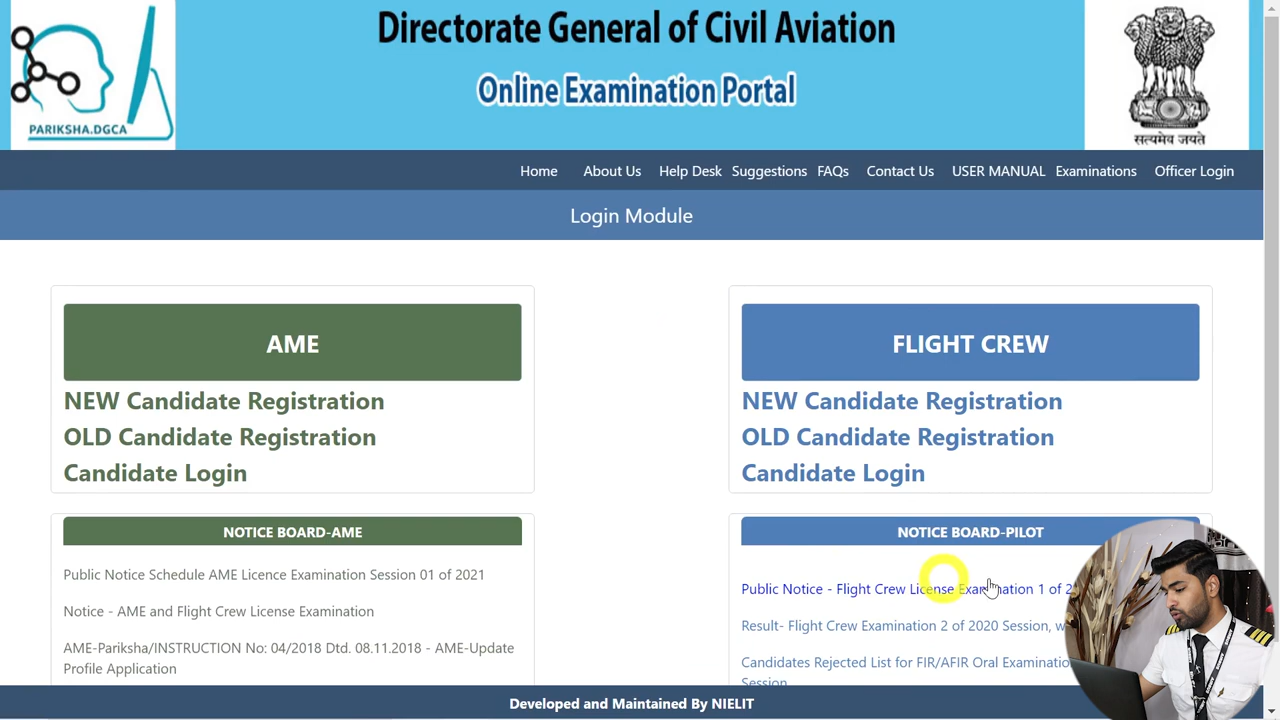 Directorate General of Civil Aviation
Online Examination Portal
PARIKSHA.DGCA
सत्यमेव जयते
Home About Us Help Desk Suggestions FAQs Contact Us USER MANUAL Examinations Officer Login
Login Module
AME
NEW Candidate Registration
OLD Candidate Registration
Candidate Login
FLIGHT CREW
NEW Candidate Registration
OLD Candidate Registration
Candidate Login
NOTICE BOARD-AME
Public Notice Schedule AME Licence Examination Session 01 of 2021
Notice - AME and Flight Crew License Examination
AME-Pariksha/INSTRUCTION No: 04/2018 Dtd. 08.11.2018 - AME-Update
Profile Application
NOTICE BOARD-PILOT
Public Notice - Flight Crew License Examination 1 of
Result- Flight Crew Examination 2 of 2020 Session,
Candidates Rejected List for FIR/AFIR Oral
Session
Developed and Maintained By NIELIT